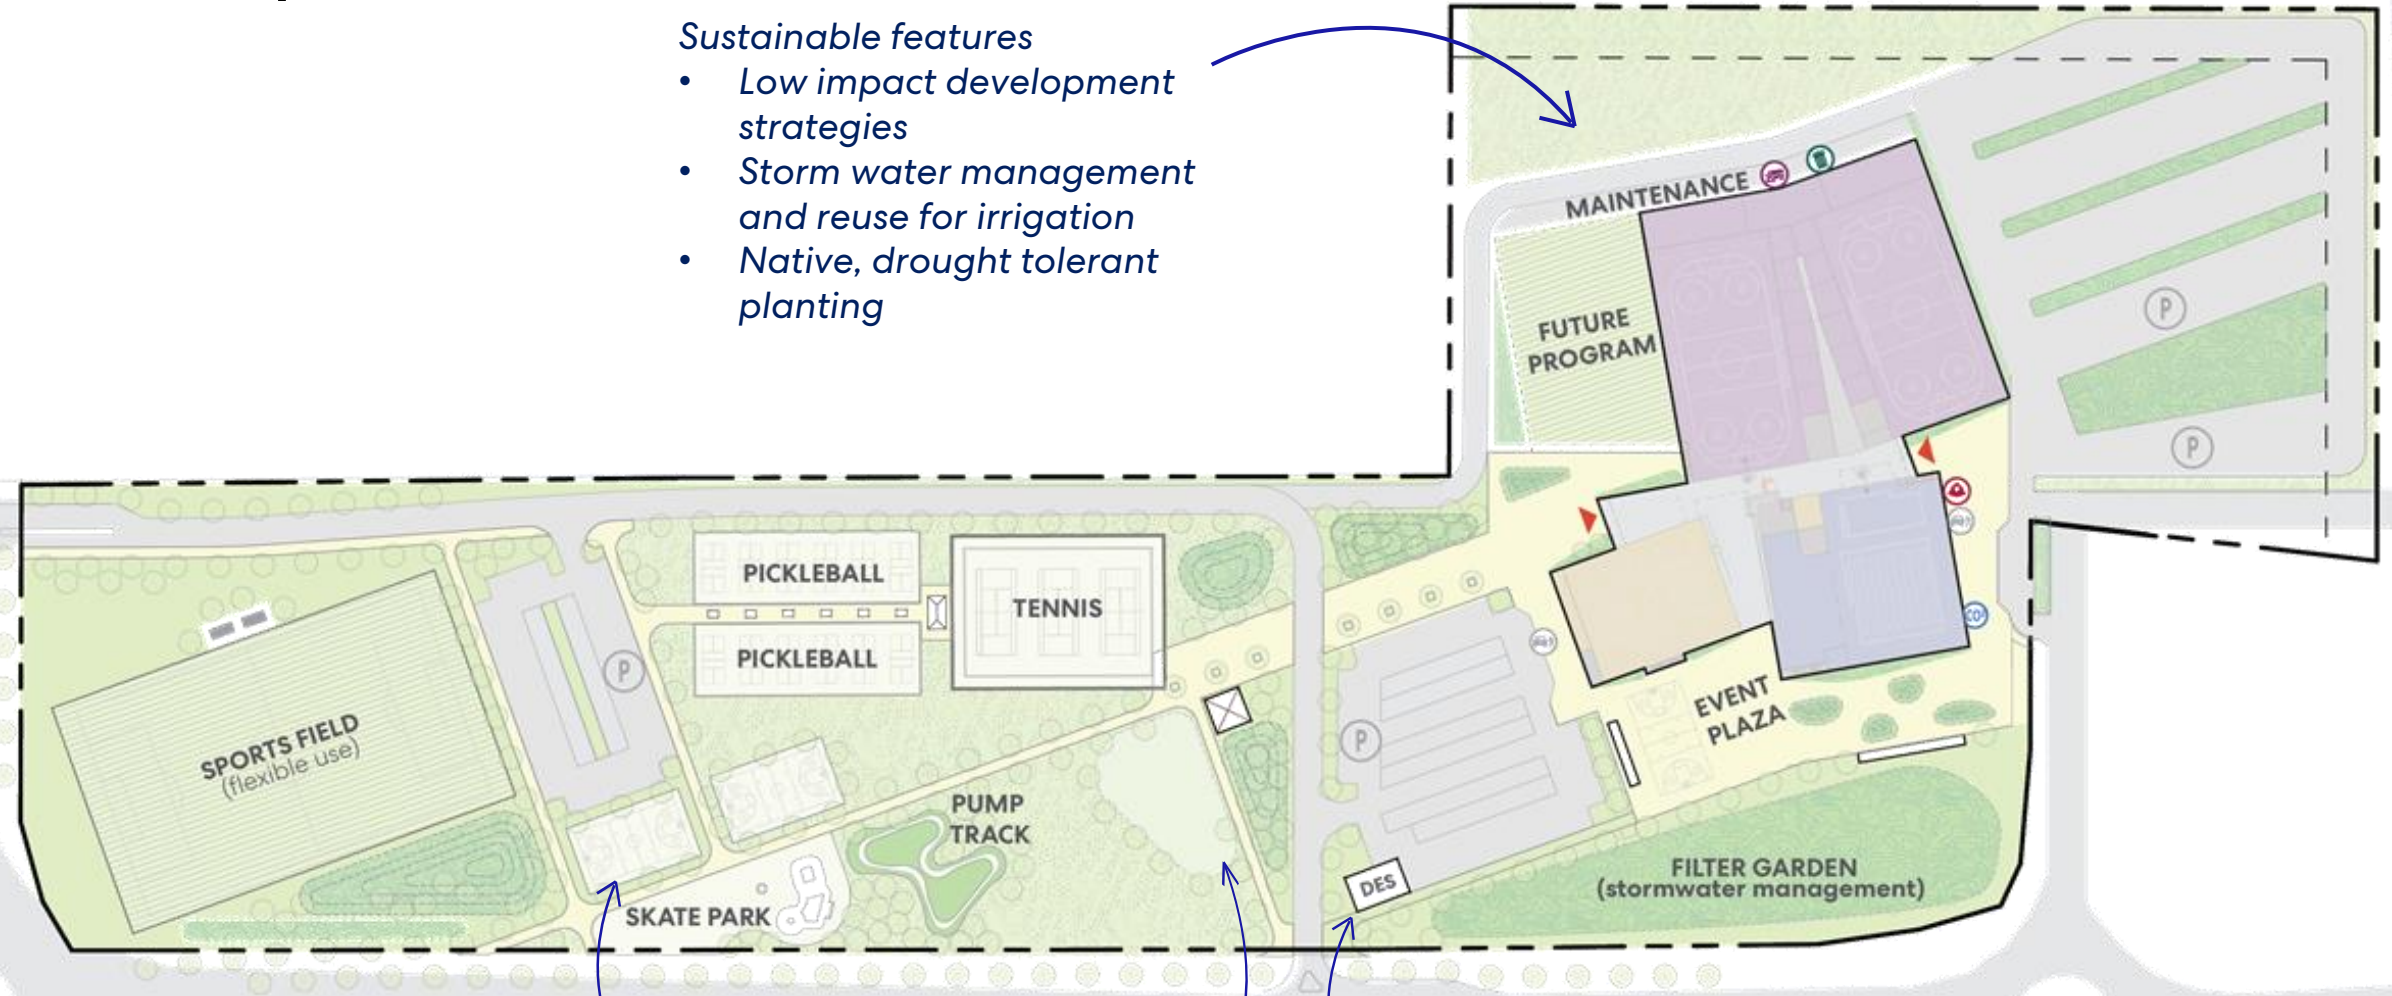 Sustainable features
• Low impact development
strategies
• Storm water management
and reuse for irrigation
• Native, drought tolerant
planting
MAINTENANCE
FUTURE
PROGRAM
P
P
PICKLEBALL
TENNIS
PICKLEBALL
P
SPORTS FIELD
(flexible use)
EVENT
PLAZA
P
PUMP
TRACK
SKATE PARK
DES
FILTER GARDEN
(stormwater management)